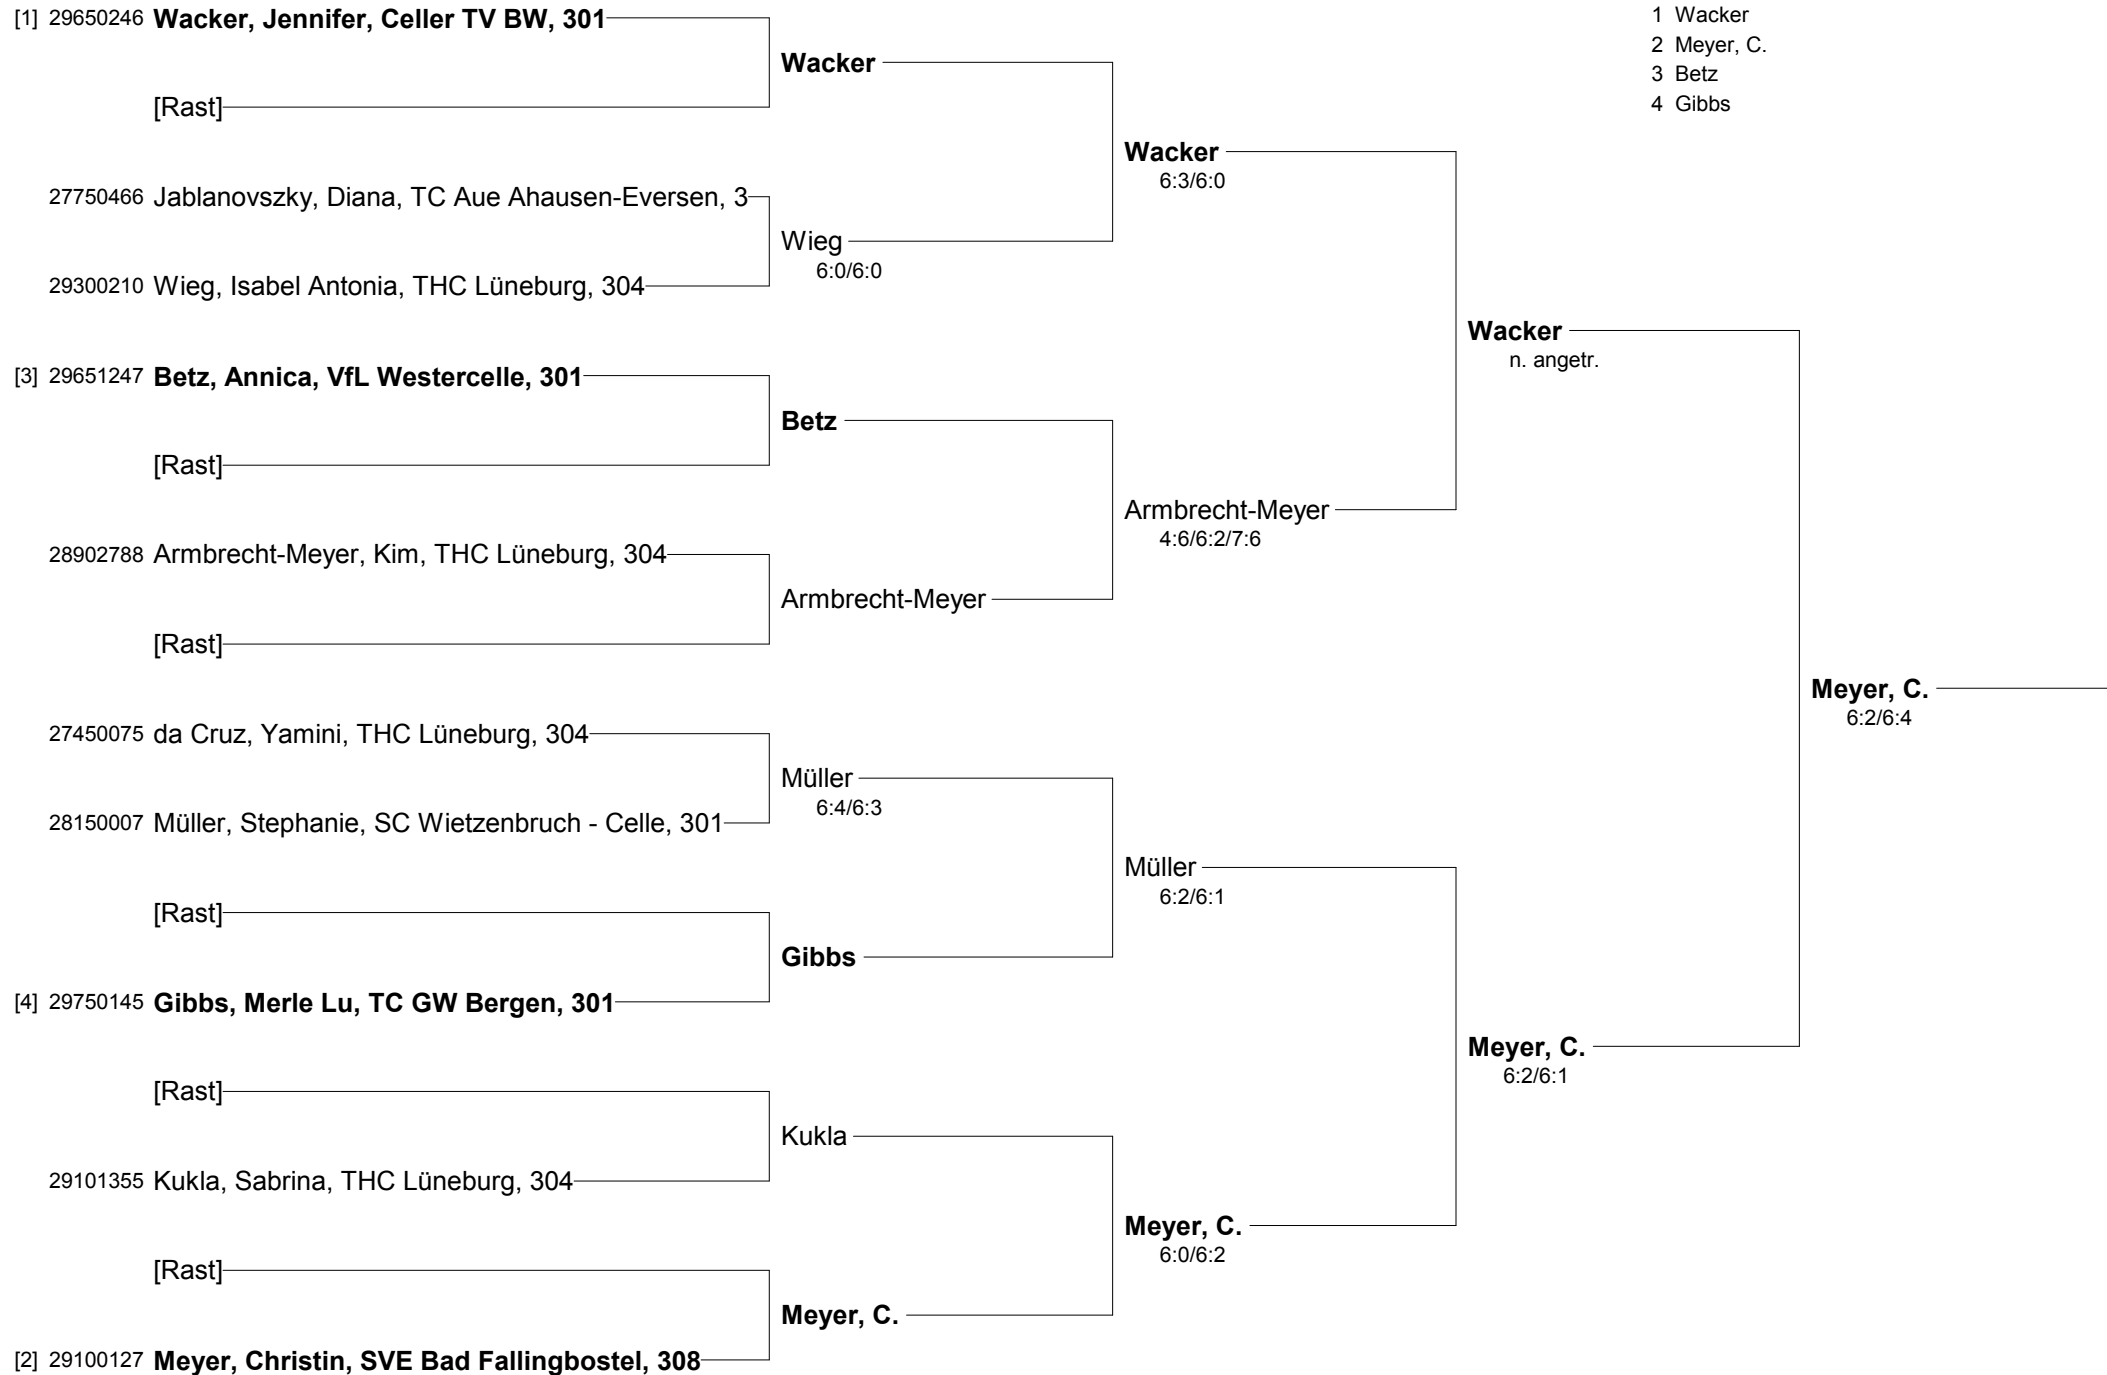 [1] 29650246 Wacker, Jennifer, Celler TV BW, 301
[Rast]
27750466 Jablanovszky, Diana, TC Aue Ahausen-Eversen, 3
29300210 Wieg, Isabel Antonia, THC Lüneburg, 304
[3] 29651247 Betz, Annica, VfL Westercelle, 301
[Rast]
28902788 Armbrecht-Meyer, Kim, THC Lüneburg, 304
[Rast]
27450075 da Cruz, Yamini, THC Lüneburg, 304
28150007 Müller, Stephanie, SC Wietzenbruch - Celle, 301
[Rast]
[4] 29750145 Gibbs, Merle Lu, TC GW Bergen, 301
[Rast]
29101355 Kukla, Sabrina, THC Lüneburg, 304
[Rast]
[2] 29100127 Meyer, Christin, SVE Bad Fallingbostel, 308
Wacker
Wieg
6:0/6:0
Betz
Armbrecht-Meyer
Müller
6:4/6:3
Gibbs
Kukla
Meyer, C.
Wacker
6:3/6:0
Armbrecht-Meyer
4:6/6:2/7:6
Müller
6:2/6:1
Meyer, C.
6:0/6:2
Wacker
n. angetr.
Meyer, C.
6:2/6:1
Meyer, C.
6:2/6:4
1 Wacker
2 Meyer, C.
3 Betz
4 Gibbs